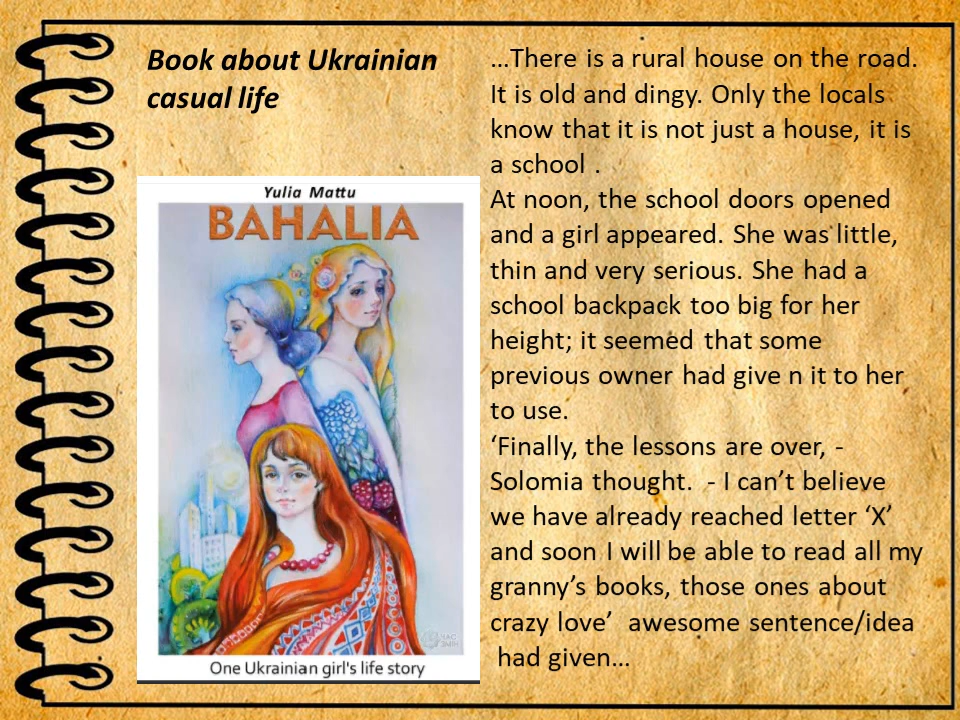 Book about Ukrainian
casual life
Yulia Mattu
BAHALIA
One Ukrainian girl's life story
…There is a rural house on the road.
It is old and dingy. Only the locals
know that it is not just a house, it is
a school .
At noon, the school doors opened
and a girl appeared. She was little,
thin and very serious. She had a
school backpack too big for her
height; it seemed that some
previous owner had give n it to her
to use.
‘Finally, the lessons are over, -
Solomia thought.  - I can’t believe
we have already reached letter ‘X’
and soon I will be able to read all my
granny’s books, those ones about
crazy love’  awesome sentence/idea
had given…